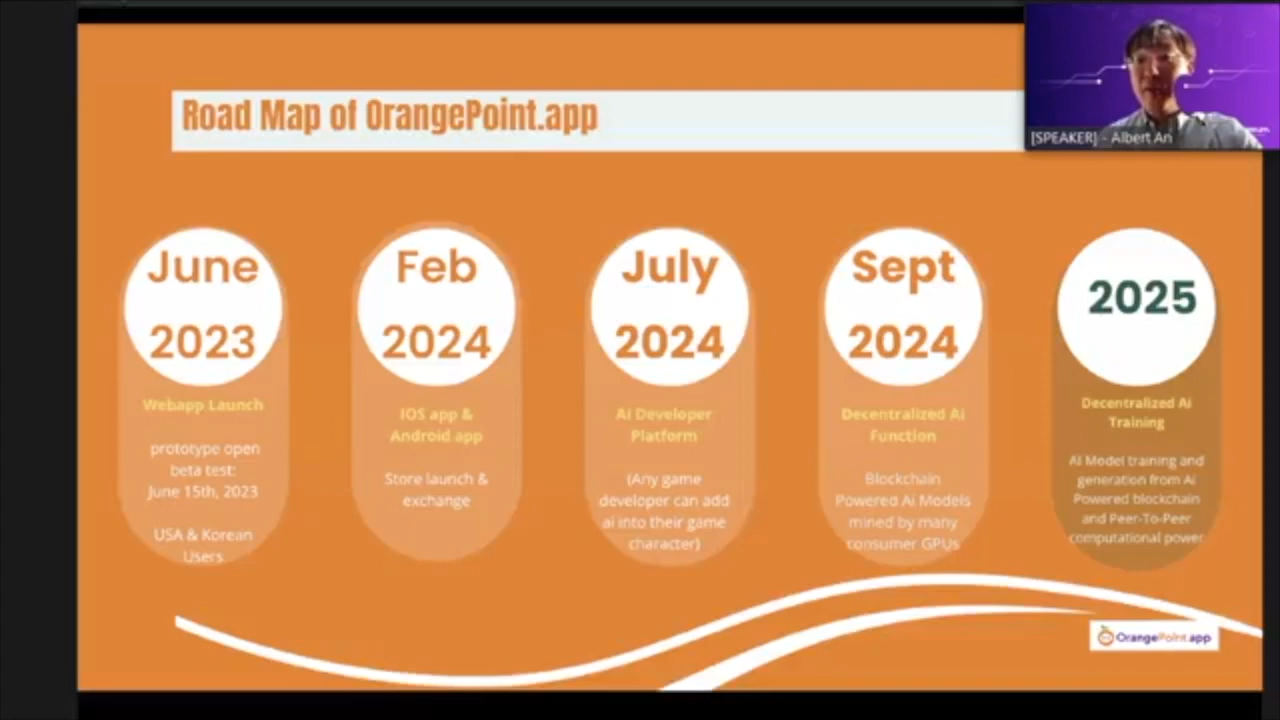 Road Map of OrangePoint.app
[SPEAKER] - Albert An
June
2023
Webapp Launch
prototype open
beta test:
June 15th, 2023
USA & Korean
Users
Feb
2024
IOS app &
Android app
Store launch &
exchange
July
2024
Ai Developer
Platform
(Any game
developer can add
ai into their game
character)
Sept
2024
Decentralized Ai
Function
Blockchain
Powered Ai Models
mined by many
consumer GPUs
2025
Decentralized Ai
Training
Ai Model training and
generation from Ai
Powered blockchain
and Peer-To-Peer
computational power
OrangePoint.app